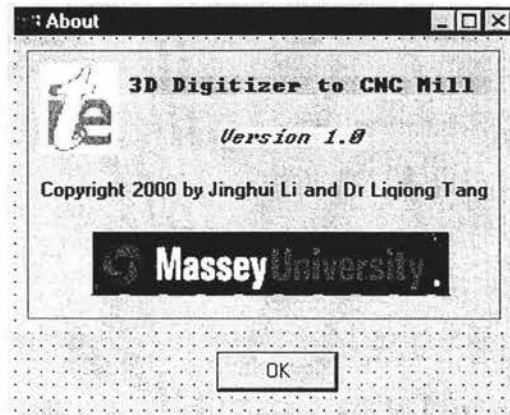 About
ite
3D Digitizer to CNC Mill
Version 1.0
Copyright 2000 by Jinghui Li and Dr Liqiong Tang
Massey University.
OK